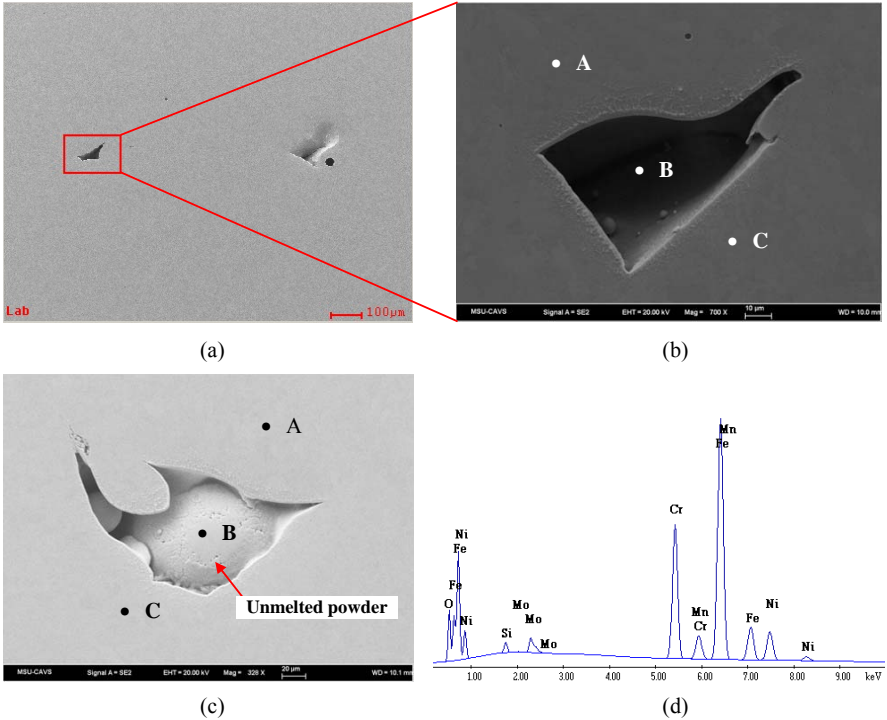 Lab
100μm
A
B
C
MSU-CAVS Signal A = SE2 EHT = 20.00 kV Mag = 700 X 10 μm WD = 10.0 mm
(a)
(b)
A
B
C
Unmelted powder
MSU-CAVS Signal A = SE2 EHT = 20.00 kV Mag = 328 X 20 μm WD = 10.1 mm
Mn
Fe
Cr
Ni
Fe
Fe
O
Ni
Mo
Mo
Si
Mo
Mn
Cr
Fe
Ni
Ni
1.00 2.00 3.00 4.00 5.00 6.00 7.00 8.00 9.00 keV
(c)
(d)